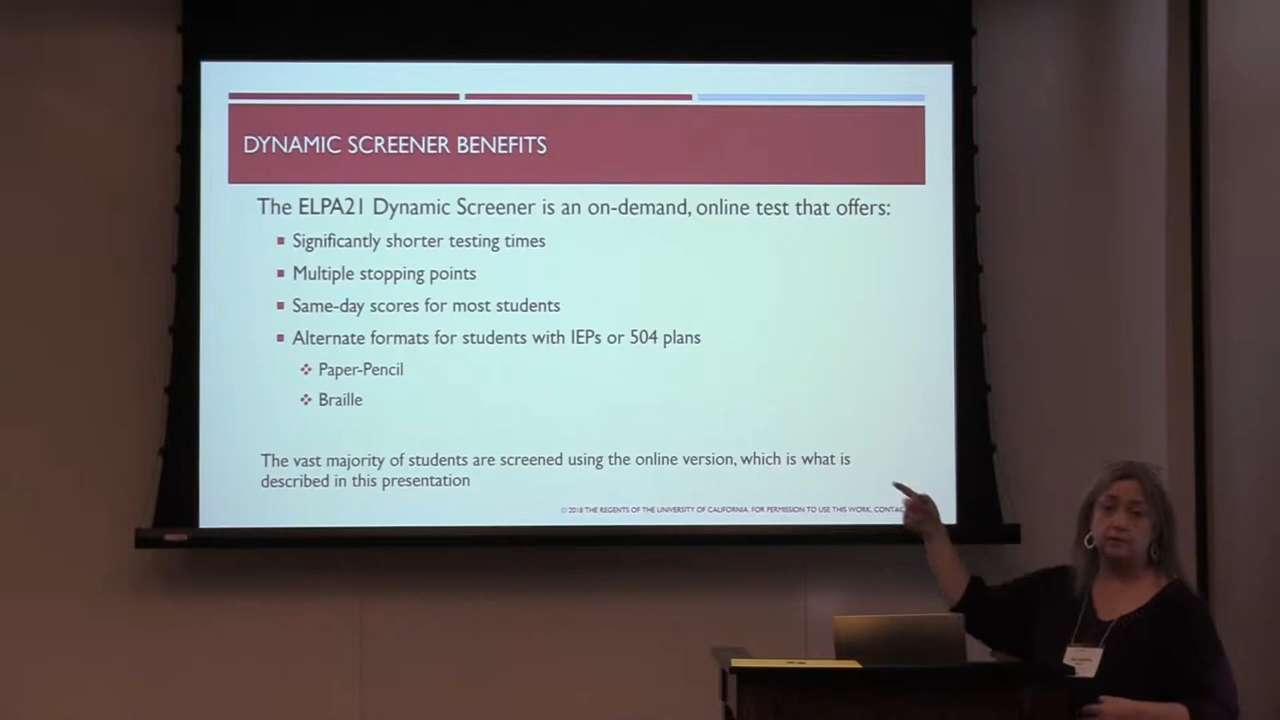 DYNAMIC SCREENER BENEFITS
The ELPA21 Dynamic Screener is an on-demand, online test that offers:
Significantly shorter testing times
Multiple stopping points
Same-day scores for most students
Alternate formats for students with IEPs or 504 plans
Paper-Pencil
Braille
The vast majority of students are screened using the online version, which is what is
described in this presentation
© 2018 THE REGENTS OF THE UNIVERSITY OF CALIFORNIA. FOR PERMISSION TO USE THIS WORK,